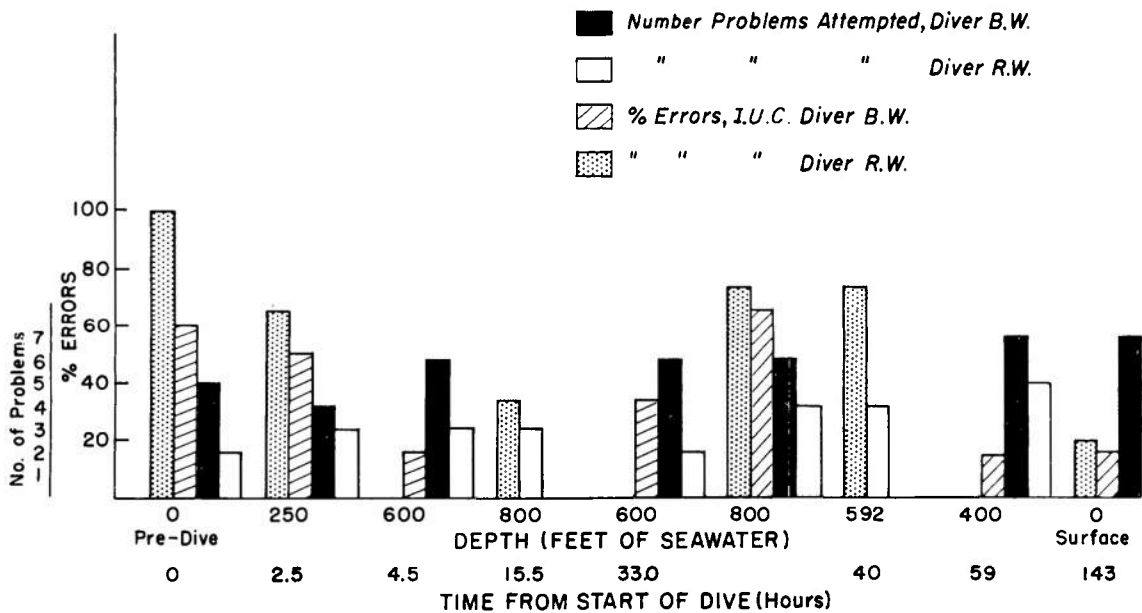 Number Problems Attempted, Diver B.W.
" " " Diver R.W.
% Errors, I.U.C. Diver B.W.
" " " Diver R.W.
100
80
60
40
20
% ERRORS
No. of Problems
7
6
5
4
3
2
1
0 250 600 800 600 800 592 400 0
Pre-Dive DEPTH (FEET OF SEAWATER) Surface
0 2.5 4.5 15.5 33.0 40 59 143
TIME FROM START OF DIVE (Hours)